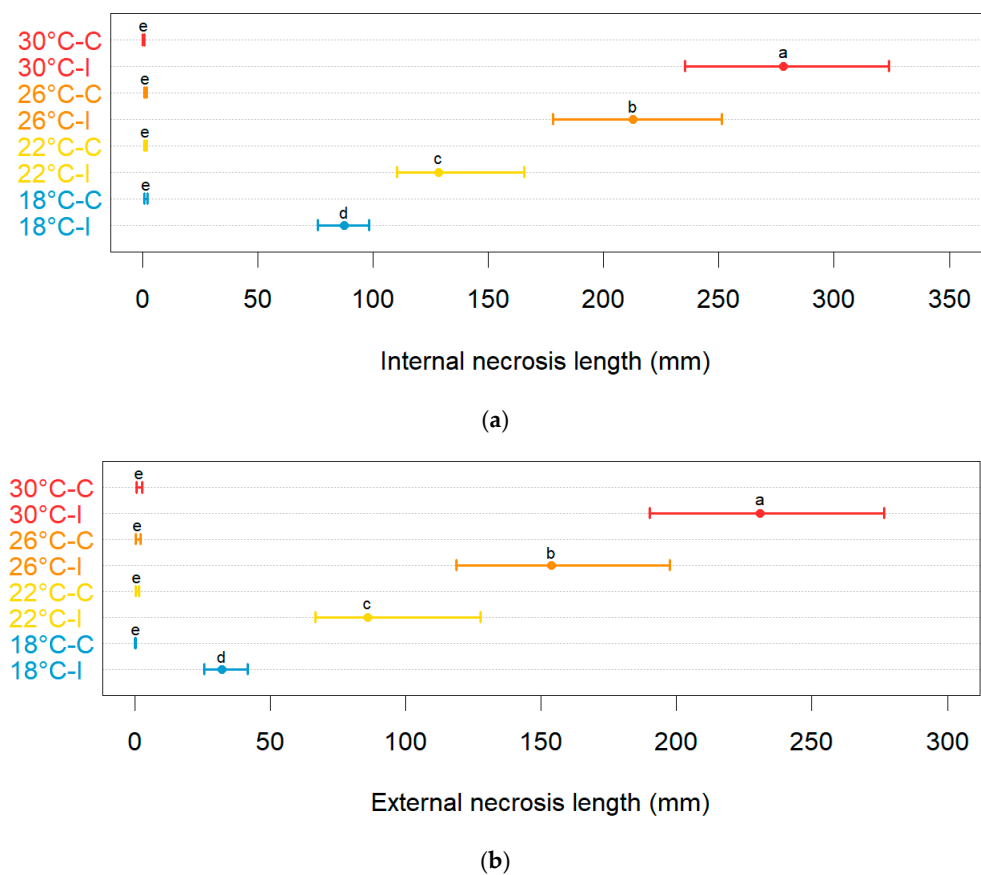 e
30°C-C
a
30°C-I
e
26°C-C
b
26°C-I
e
22°C-C
c
22°C-I
e
18°C-C
d
18°C-I
0 50 100 150 200 250 300 350
Internal necrosis length (mm)
(a)
e
30°C-C
a
30°C-I
e
26°C-C
b
26°C-I
e
22°C-C
c
22°C-I
e
18°C-C
d
18°C-I
0 50 100 150 200 250 300
External necrosis length (mm)
(b)